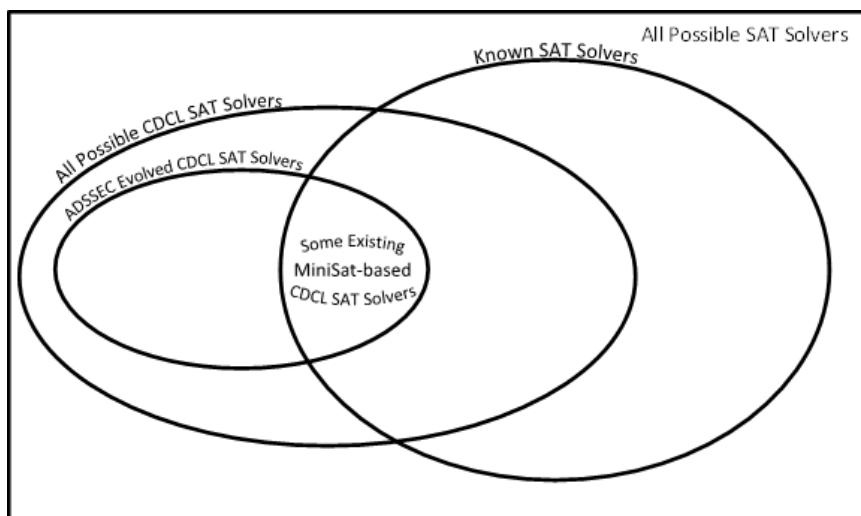 All Possible SAT Solvers
Known SAT Solvers
All Possible CDCL SAT Solvers
ADSSEC Evolved CDCL SAT Solvers
Some Existing
MiniSat-based
CDCL SAT Solvers